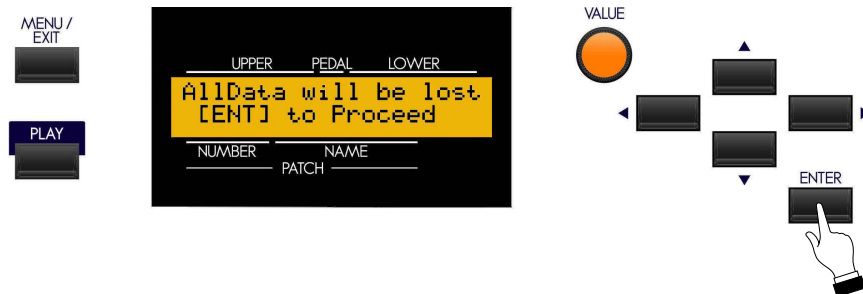 MENU /
EXIT
PLAY
UPPER PEDAL LOWER
AllData will be lost
[ENT] to Proceed
NUMBER NAME
PATCH
VALUE
ENTER